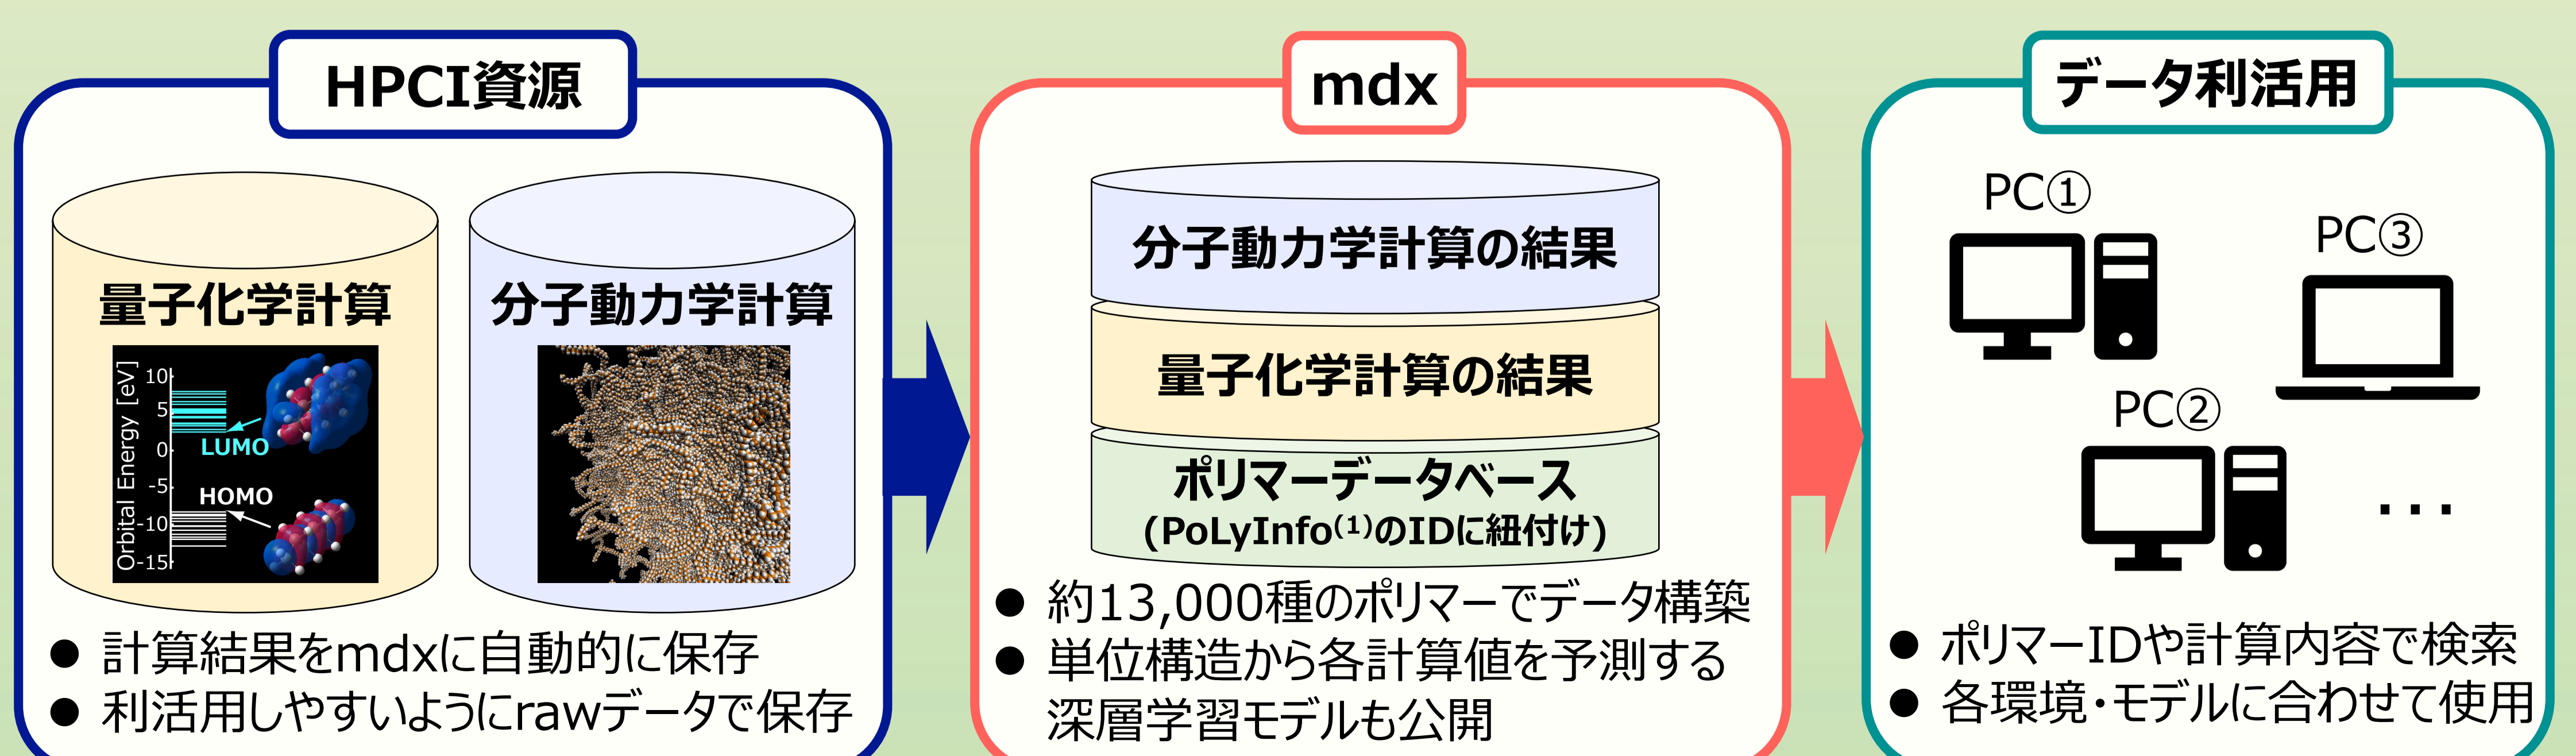 HPCI資源
量子化学計算
Orbital Energy [eV]
10
5
0
-5
-10
-15
LUMO
HOMO
分子動力学計算
● 計算結果をmdxに自動的に保存
● 利活用しやすいようにrawデータで保存
mdx
分子動力学計算の結果
量子化学計算の結果
ポリマーデータベース
(PoLyInfo(1)のIDに紐付け)
● 約13,000種のポリマーでデータ構築
● 単位構造から各計算値を予測する
深層学習モデルも公開
データ利活用
PC①
PC③
PC②
...
● ポリマーIDや計算内容で検索
● 各環境・モデルに合わせて使用